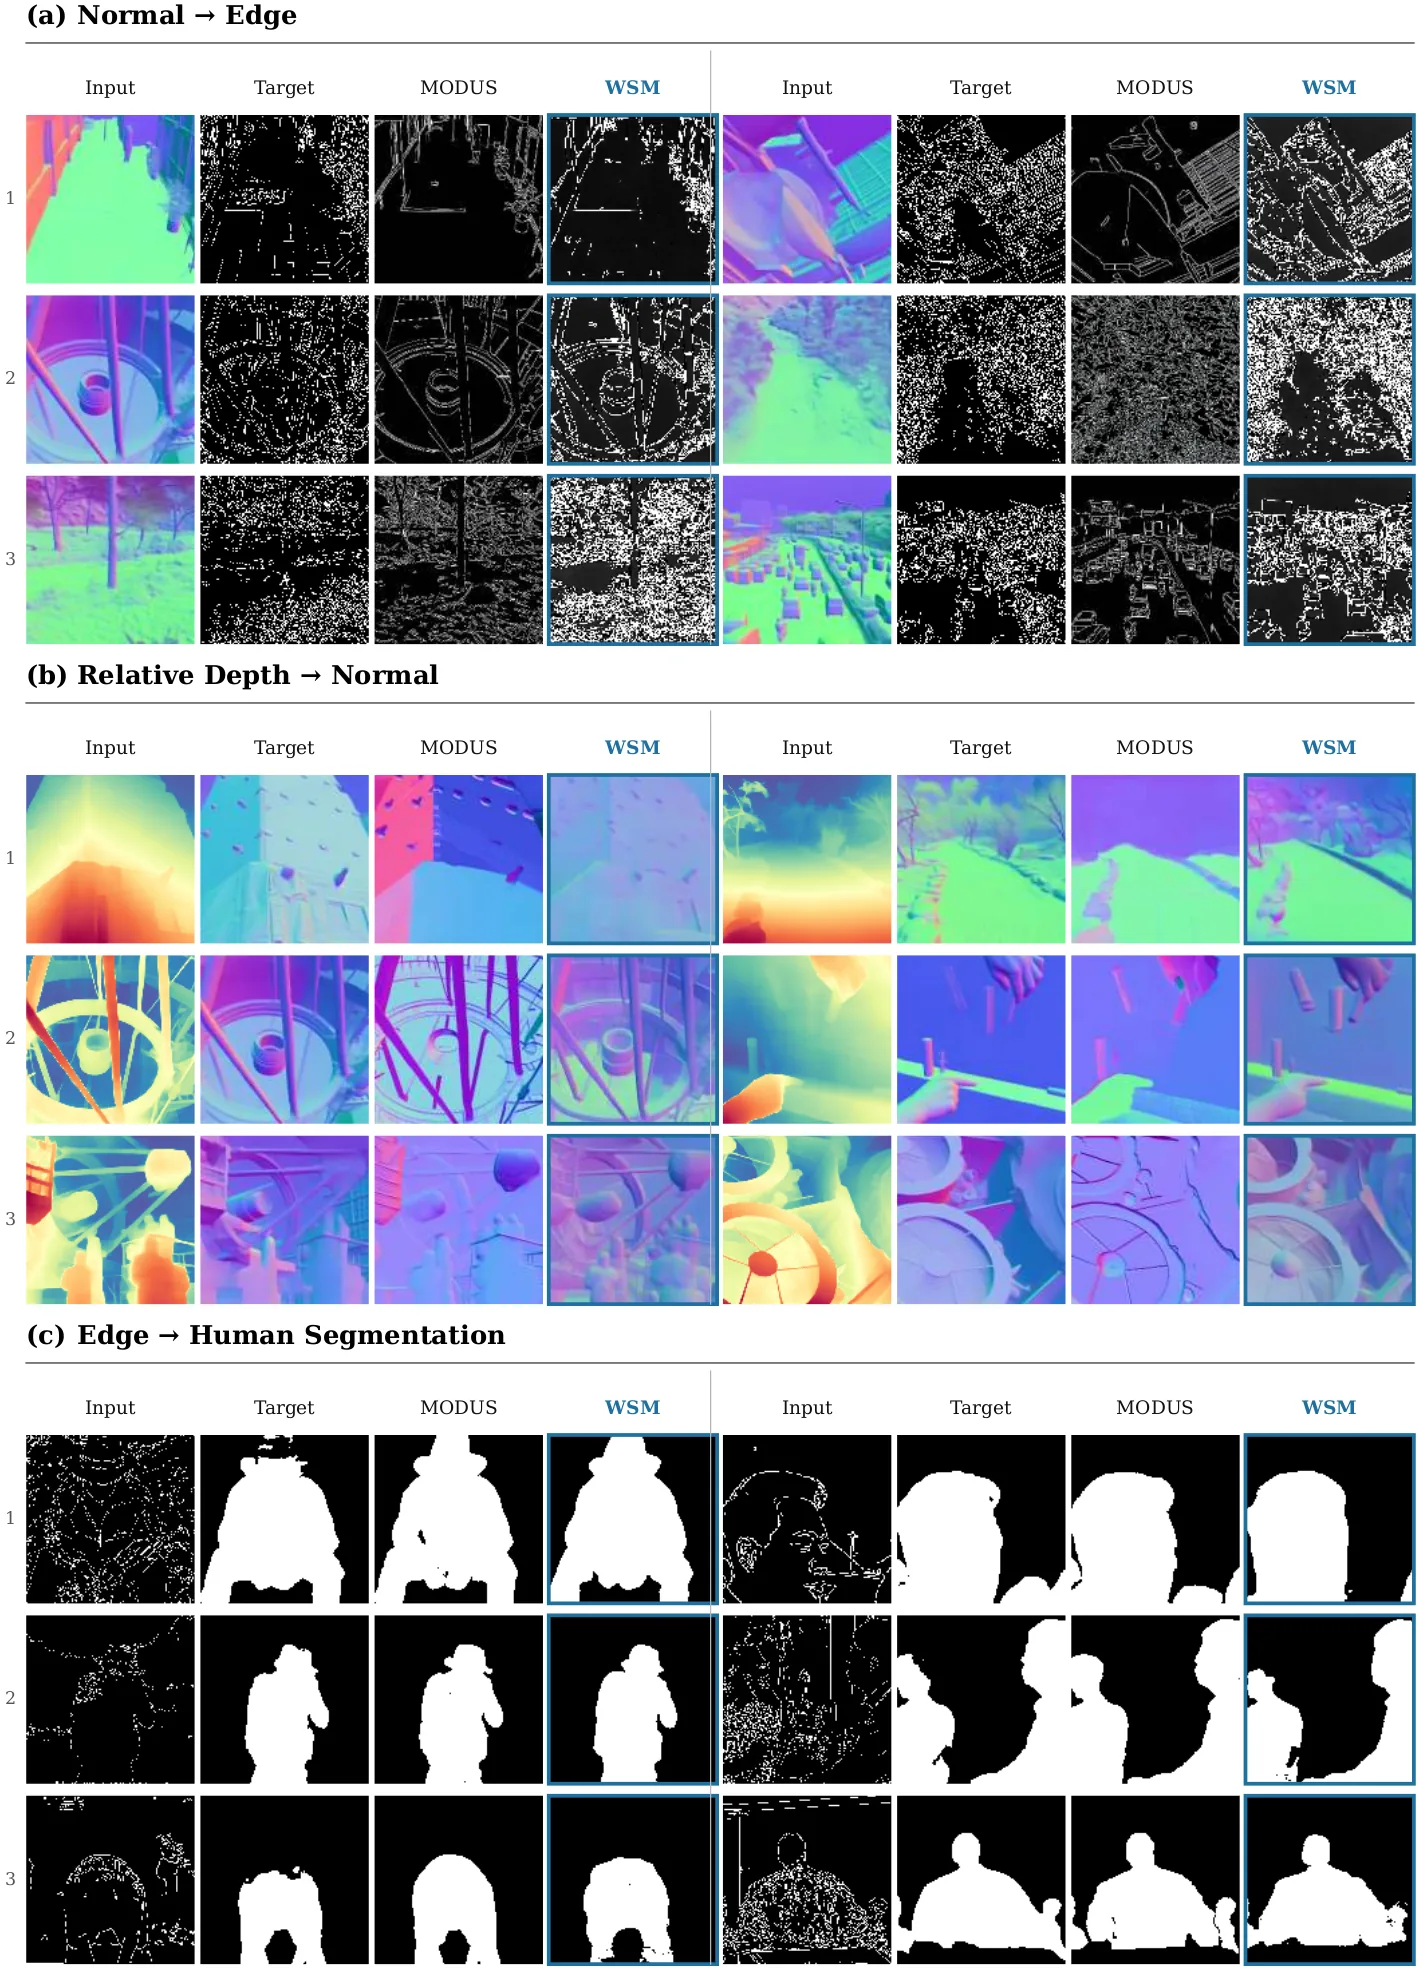 (a) Normal → Edge
Input Target MODUS WSM Input Target MODUS WSM
1
2
3
(b) Relative Depth → Normal
Input Target MODUS WSM Input Target MODUS WSM
1
2
3
(c) Edge → Human Segmentation
Input Target MODUS WSM Input Target MODUS WSM
1
2
3